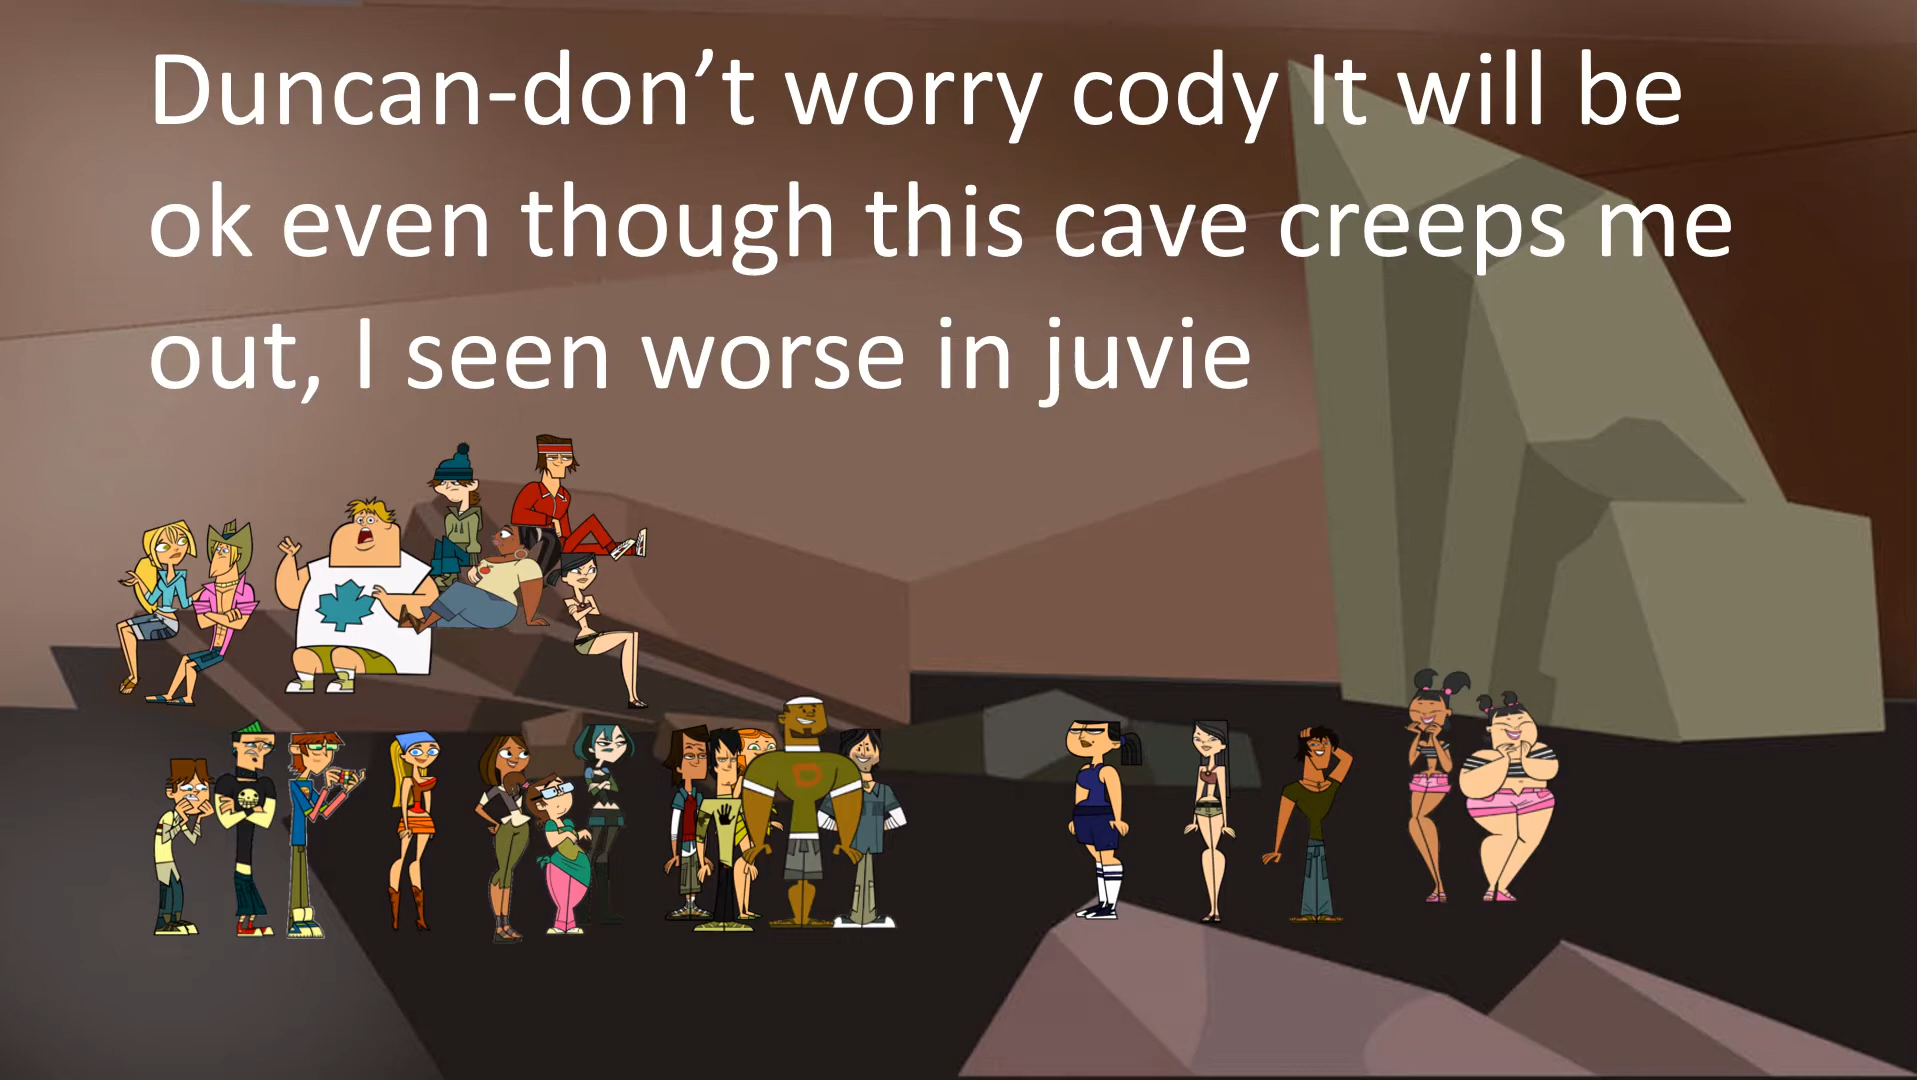 Duncan-don’t worry cody It will be
ok even though this cave creeps me
out, I seen worse in juvie